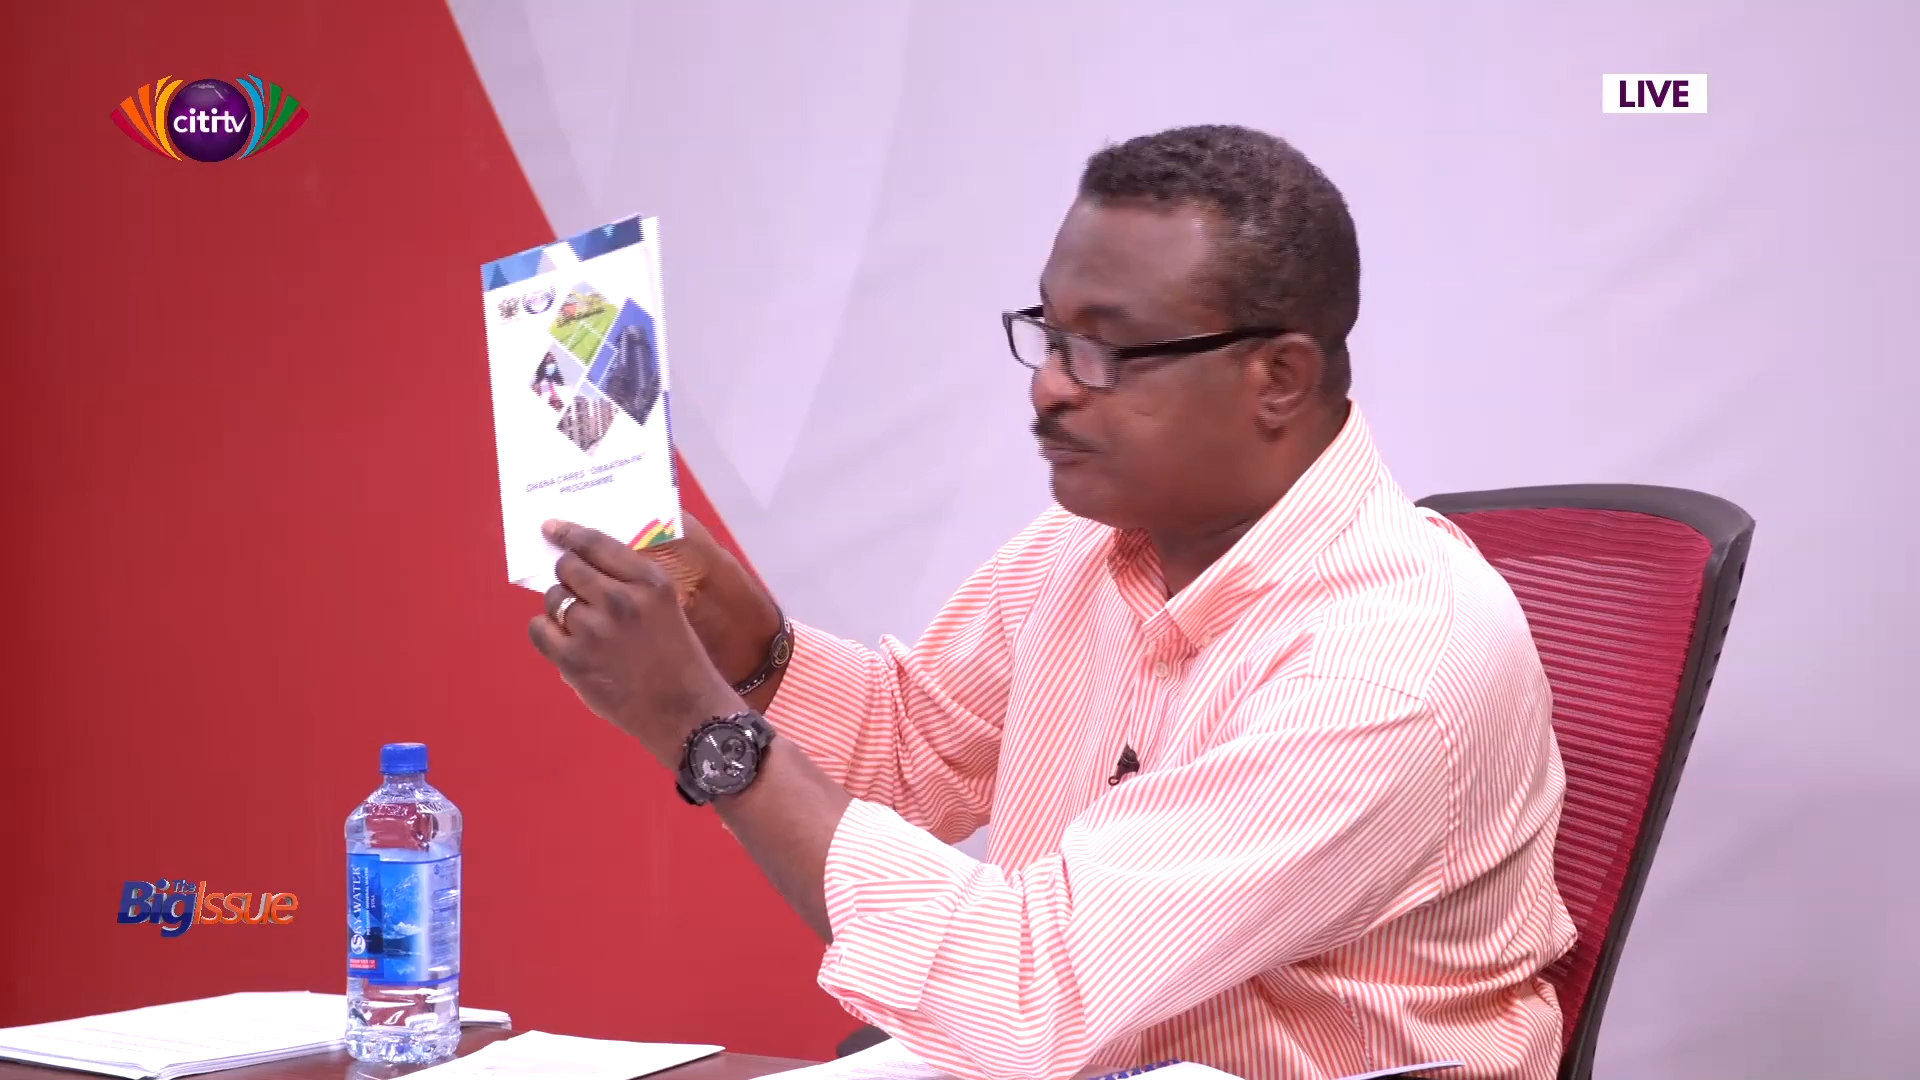 citi tv
LIVE
GHANA CARES "OBAATAN PA"
PROGRAMME
The
Big Issue
SKY WATER